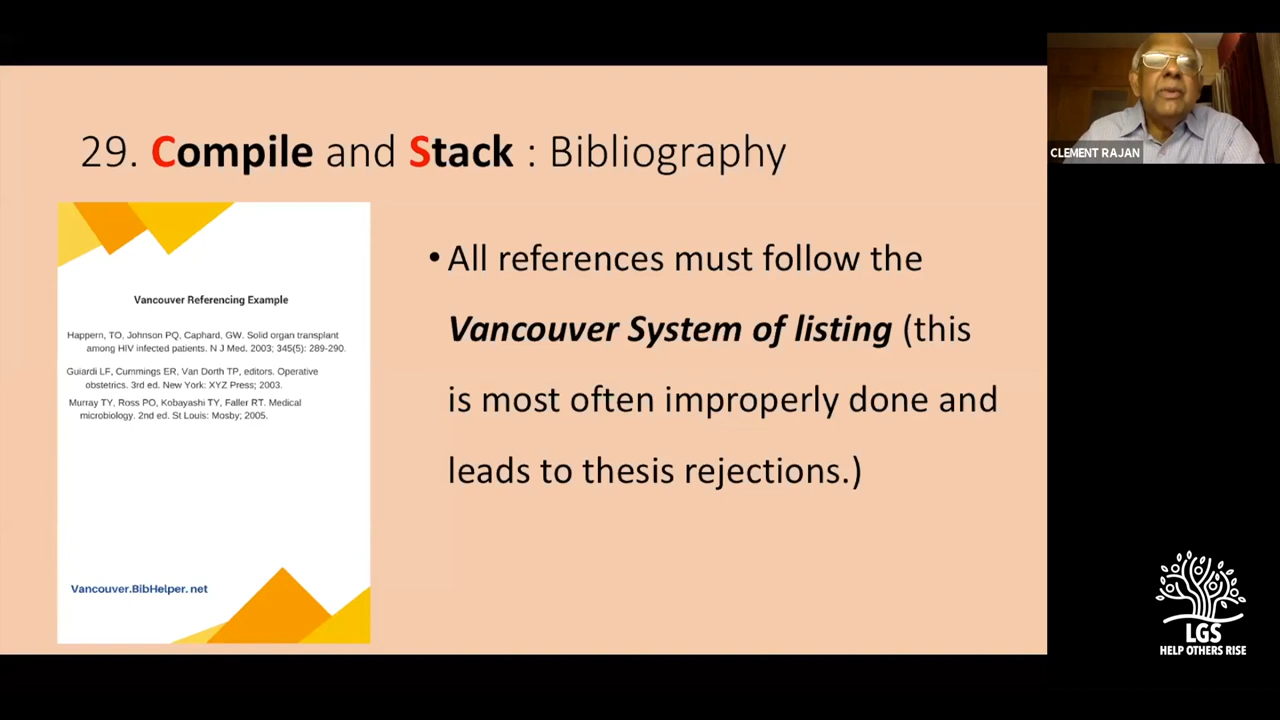 29. Compile and Stack : Bibliography
Vancouver Referencing Example
Happern, TO, Johnson PQ, Caphard, GW. Solid organ transplant
among HIV infected patients. N J Med. 2003; 345(5): 289-290.
Guiardi LF, Cummings ER, Van Dorth TP, editors. Operative
obstetrics. 3rd ed. New York: XYZ Press; 2003.
Murray TY, Ross PO, Kobayashi TY, Faller RT. Medical
microbiology. 2nd ed. St Louis: Mosby; 2005.
Vancouver.BibHelper.net
• All references must follow the
Vancouver System of listing (this
is most often improperly done and
leads to thesis rejections.)
CLEMENT RAJAN
LGS
HELP OTHERS RISE